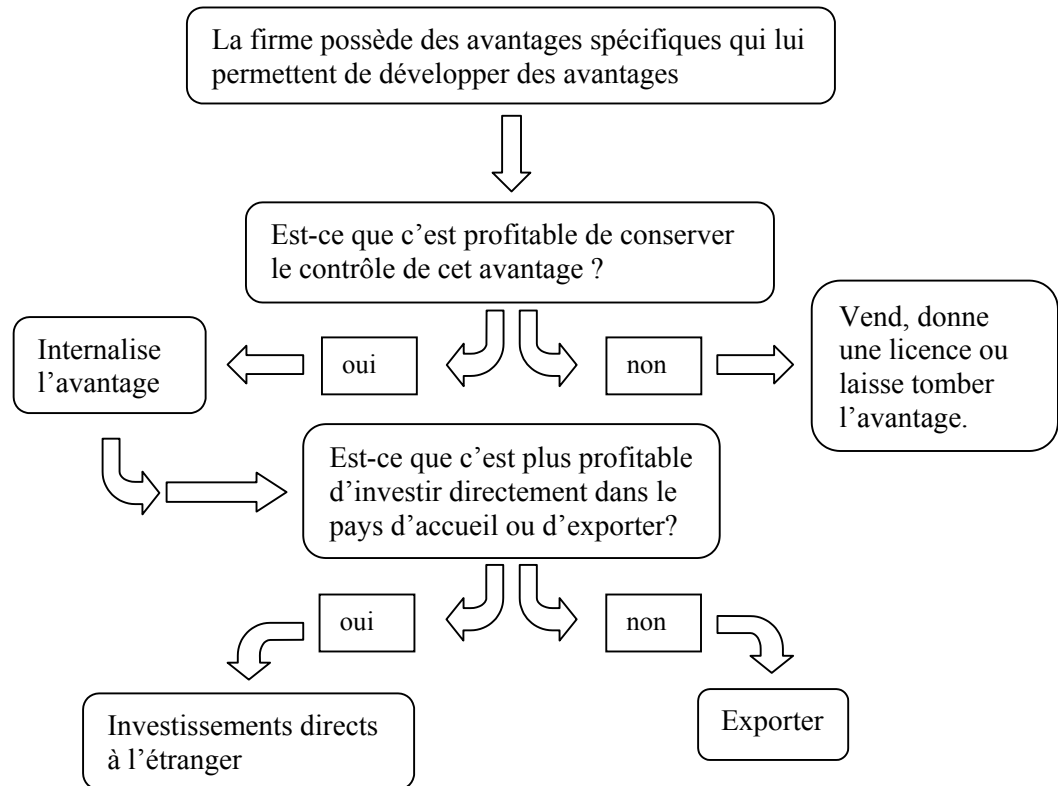 La firme possède des avantages spécifiques qui lui
permettent de développer des avantages
Est-ce que c’est profitable de conserver
le contrôle de cet avantage ?
Internalise
l’avantage
oui
non
Vend, donne
une licence ou
laisse tomber
l’avantage.
Est-ce que c’est plus profitable
d’investir directement dans le
pays d’accueil ou d’exporter?
oui
non
Investissements directs
à l’étranger
Exporter